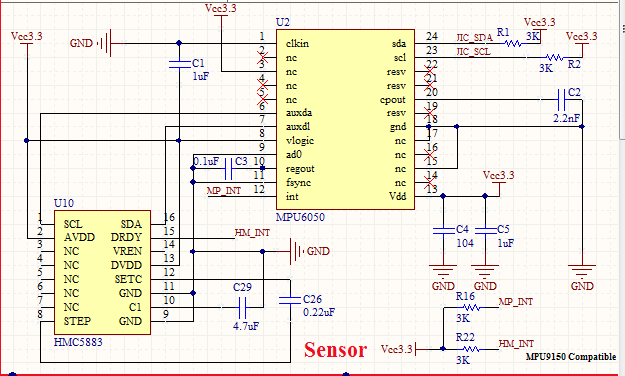 Vcc3.3
U2
Vcc3.3
GND
C1
1uF
1 clkin
2 nc
3 nc
4 nc
5 nc
6 auxda
7 auxdl
8 vlogic
9 ad0
10 regout
11 fsync
12 int
sda 24
scl 23
resv 22
resv 21
cpout 20
resv 19
gnd 18
nc 17
nc 16
nc 15
nc 14
Vdd 13
MPU6050
JIC_SDA
R1
3K
Vcc3.3
JIC_SCL
3K
R2
Vcc3.3
C2
2.2nF
0.1uF
C3
MP_INT
Vcc3.3
C4
104
C5
1uF
GND
GND
GND
U10
1 SCL
2 AVDD
3 NC
4 NC
5 NC
6 NC
7 NC
8 STEP
SDA 16
DRDY 15
VREN 14
DVDD 13
SETC 12
GND 11
C1 10
GND 9
HMC5883
HM_INT
GND
C29
4.7uF
C26
0.22uF
Sensor
Vcc3.3
R16
3K
MP_INT
R22
3K
HM_INT
MPU9150 Compatible